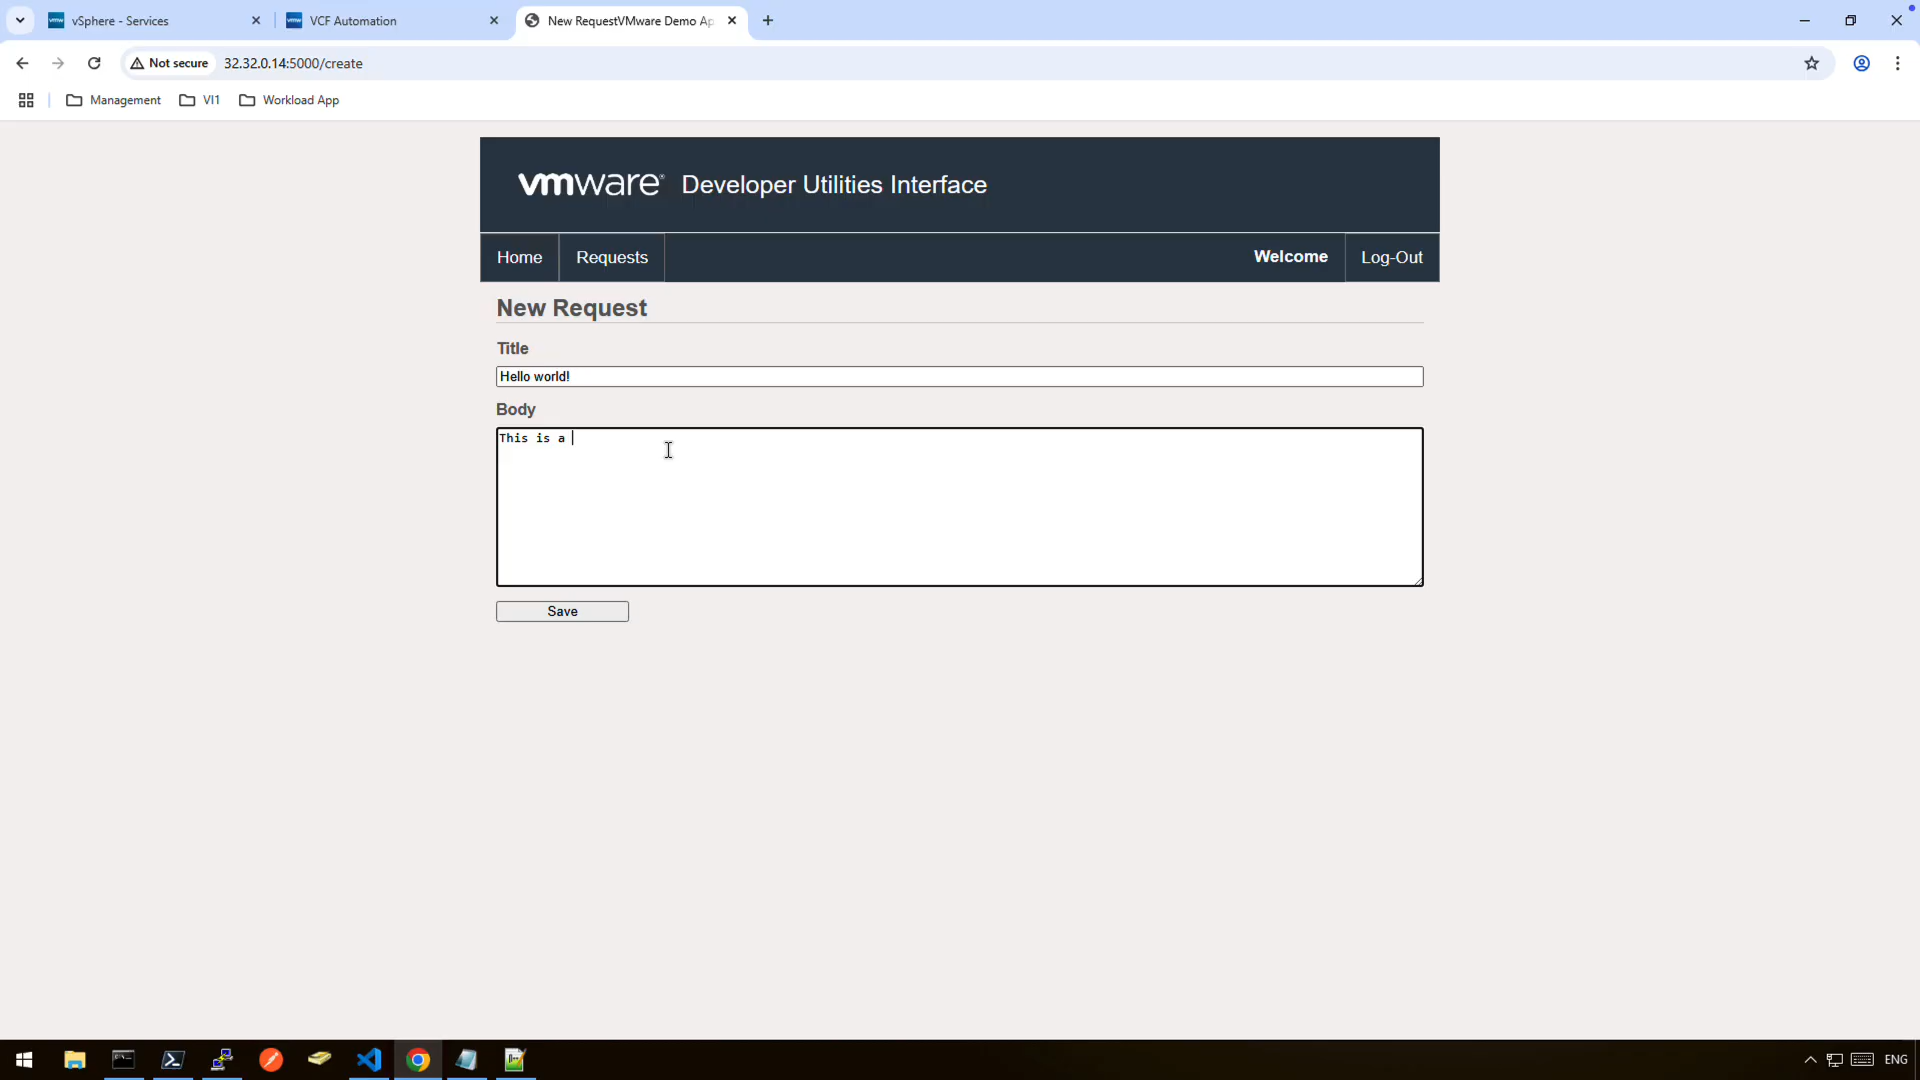 vSphere - Services
VCF Automation
New RequestVMware Demo Ap
Not secure
32.32.0.14:5000/create
Management
VI1
Workload App
vmware® Developer Utilities Interface
Home
Requests
Welcome
Log-Out
New Request
Title
Hello world!
Body
This is a
Save
ENG